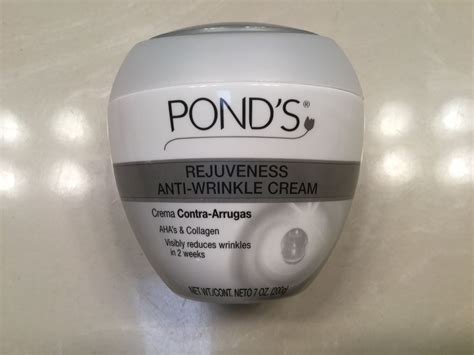 POND'S®
REJUVENESS
ANTI-WRINKLE CREAM
Crema Contra-Arrugas
AHA's & Collagen
Visibly reduces wrinkles
in 2 weeks
NET WT./CONT. NETO 7 OZ. (200g)